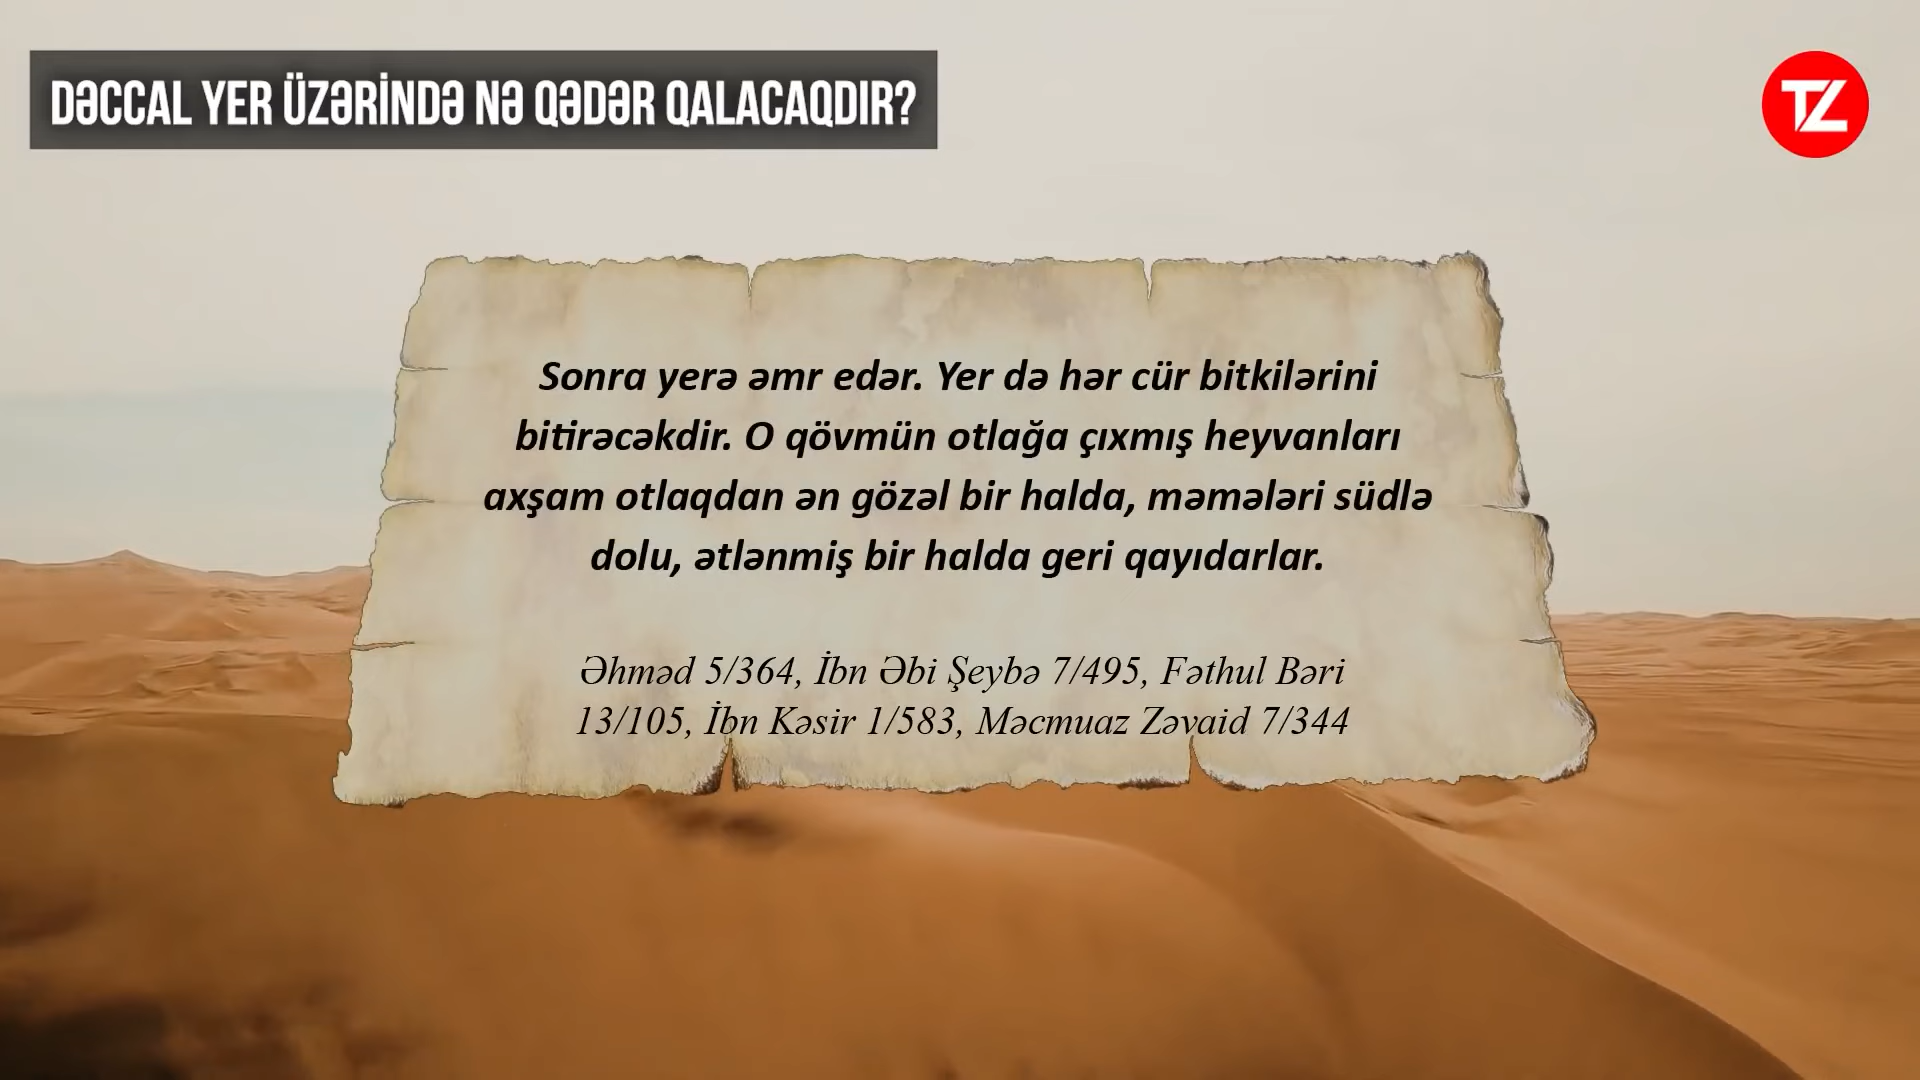 DƏCCAL YER ÜZƏRİNDƏ NƏ QƏDƏR QALACAQDIR?
TZ
Sonra yerə əmr edər. Yer də hər cür bitkilərini
bitirəcəkdir. O qövmün otlağa çıxmış heyvanları
axşam otlaqdan ən gözəl bir halda, məmələri südlə
dolu, ətlənmiş bir halda geri qayıdarlar.
Əhməd 5/364, İbn Əbi Şeybə 7/495, Fəthul Bəri
13/105, İbn Kəsir 1/583, Məcmuaz Zəvaid 7/344